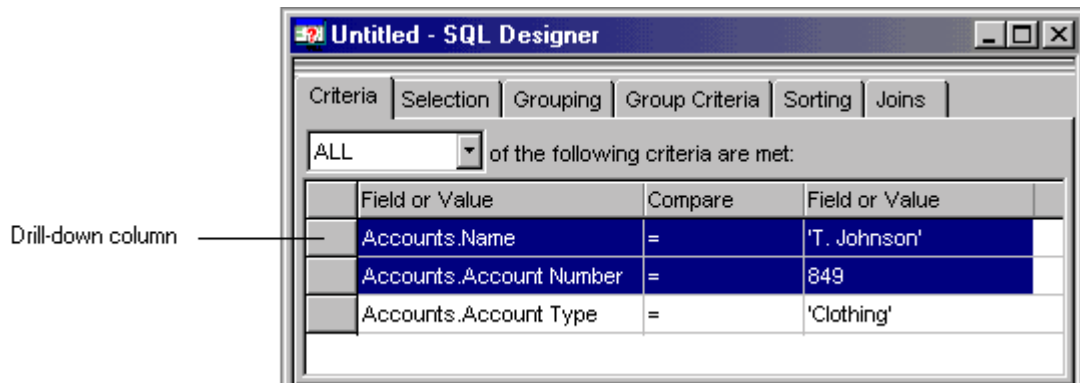 Untitled - SQL Designer
Criteria Selection Grouping Group Criteria Sorting Joins
ALL of the following criteria are met:
Field or Value Compare Field or Value
Drill-down column Accounts.Name = 'T. Johnson'
Accounts.Account Number = 849
Accounts.Account Type = 'Clothing'